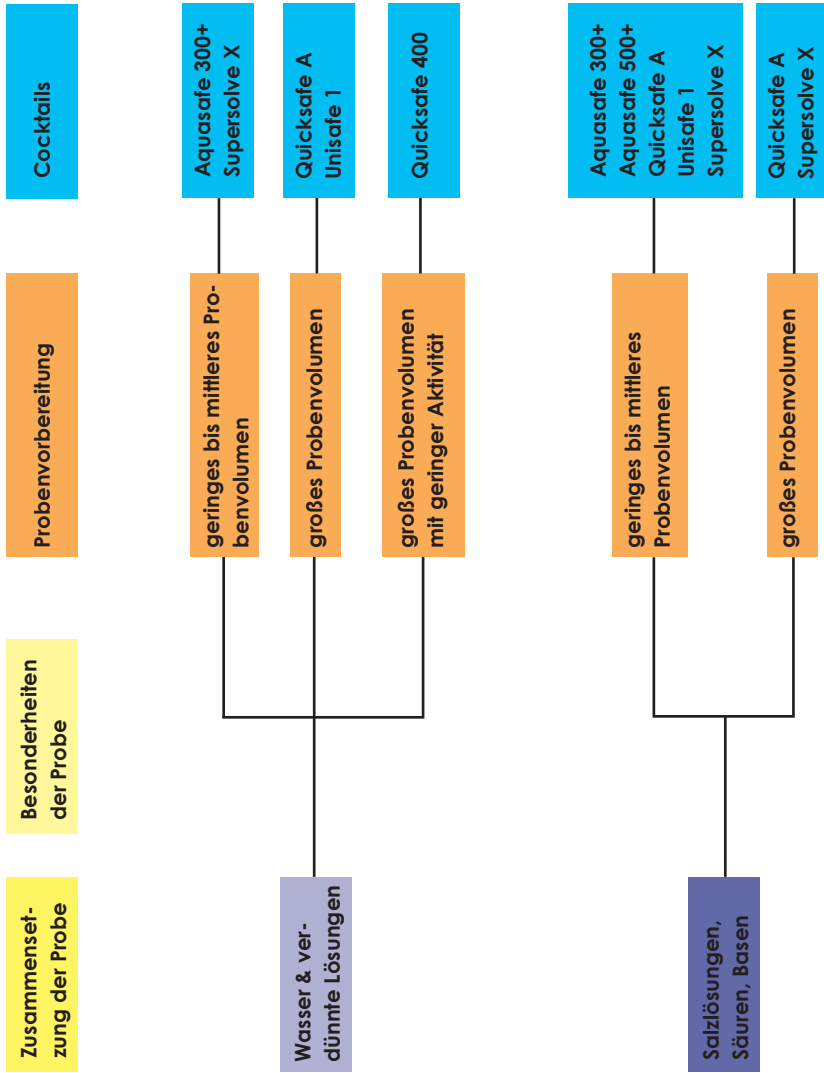 Zusammenset-
zung der Probe
Besonderheiten
der Probe
Probenvorbereitung
Cocktails
Wasser & ver-
dünnte Lösungen
geringes bis mittleres Pro-
benvolumen
Aquasafe 300+
Supersolve X
großes Probenvolumen
Quicksafe A
Unisafe 1
großes Probenvolumen
mit geringer Aktivität
Quicksafe 400
Salzlösungen,
Säuren, Basen
geringes bis mittleres
Probenvolumen
Aquasafe 300+
Aquasafe 500+
Quicksafe A
Unisafe 1
Supersolve X
großes Probenvolumen
Quicksafe A
Supersolve X